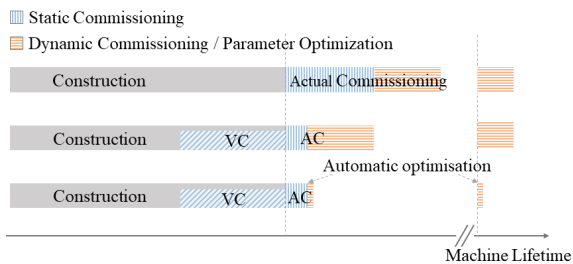 Static Commissioning
Dynamic Commissioning / Parameter Optimization
Construction
Actual Commissioning
Construction
VC
AC
Automatic optimisation
Construction
VC
AC
Machine Lifetime